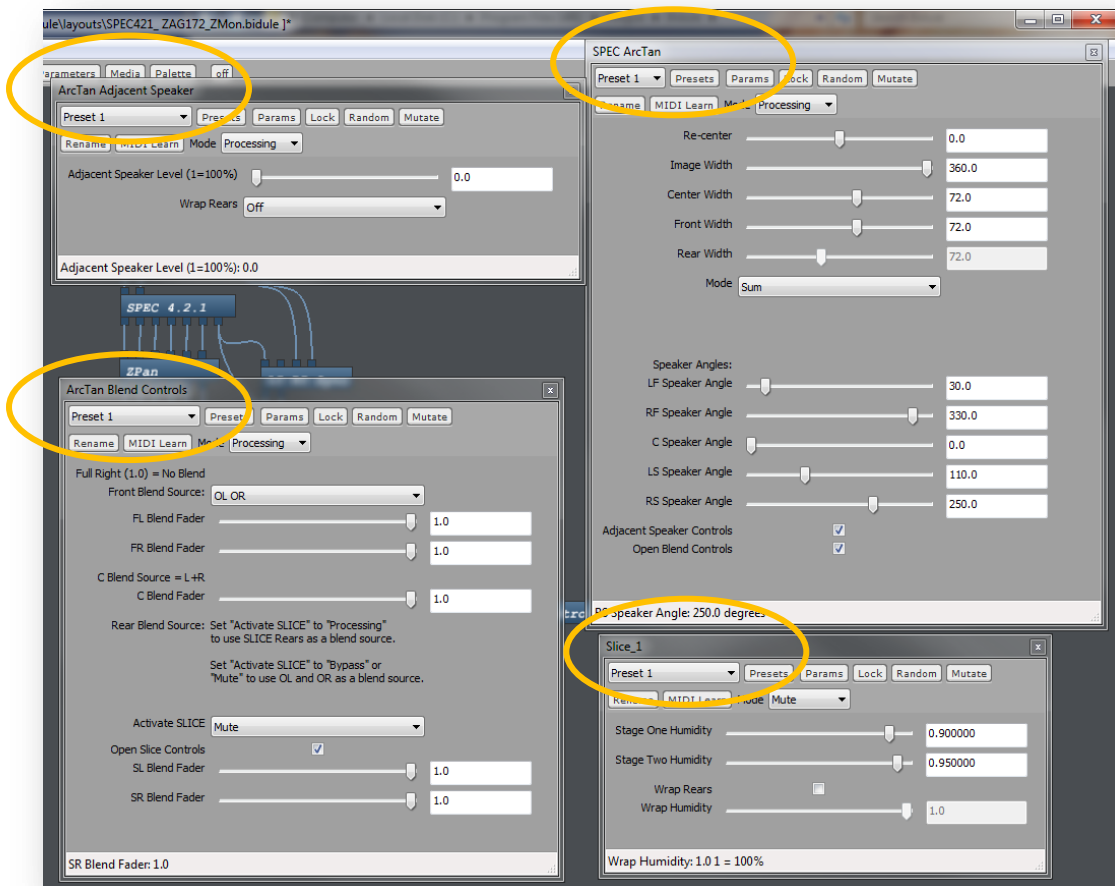 ule\layouts\SPEC421_ ZAG172_ZMon.bidule ]*
arameters Media Palette off
ArcTan Adjacent Speaker
Preset 1 Presets Params Lock Random Mutate
Rename MIDI Learn Mode Processing
Adjacent Speaker Level (1=100%) 0.0
Wrap Rears Off
Adjacent Speaker Level (1=100%): 0.0
SPEC 4.2.1
ZPan
ArcTan Blend Controls x
Preset 1 Presets Params Lock Random Mutate
Rename MIDI Learn Mode Processing
Full Right (1.0) = No Blend
Front Blend Source: OL OR
FL Blend Fader 1.0
FR Blend Fader 1.0
C Blend Source = L+R
C Blend Fader 1.0
Rear Blend Source: Set "Activate SLICE" to "Processing"
to use SLICE Rears as a blend source.
Set "Activate SLICE" to "Bypass" or
"Mute" to use OL and OR as a blend source.
Activate SLICE Mute
Open Slice Controls
SL Blend Fader 1.0
SR Blend Fader 1.0
SR Blend Fader: 1.0
SPEC ArcTan
Preset 1 Presets Params Lock Random Mutate
Rename MIDI Learn Mode Processing
Re-center 0.0
Image Width 360.0
Center Width 72.0
Front Width 72.0
Rear Width 72.0
Mode Sum
Speaker Angles:
LF Speaker Angle 30.0
RF Speaker Angle 330.0
C Speaker Angle 0.0
LS Speaker Angle 110.0
RS Speaker Angle 250.0
Adjacent Speaker Controls
Open Blend Controls
RS Speaker Angle: 250.0 degrees
Slice_1 x
Preset 1 Presets Params Lock Random Mutate
Rename MIDI Learn Mode Mute
Stage One Humidity 0.900000
Stage Two Humidity 0.950000
Wrap Rears
Wrap Humidity 1.0
Wrap Humidity: 1.0 1 = 100%